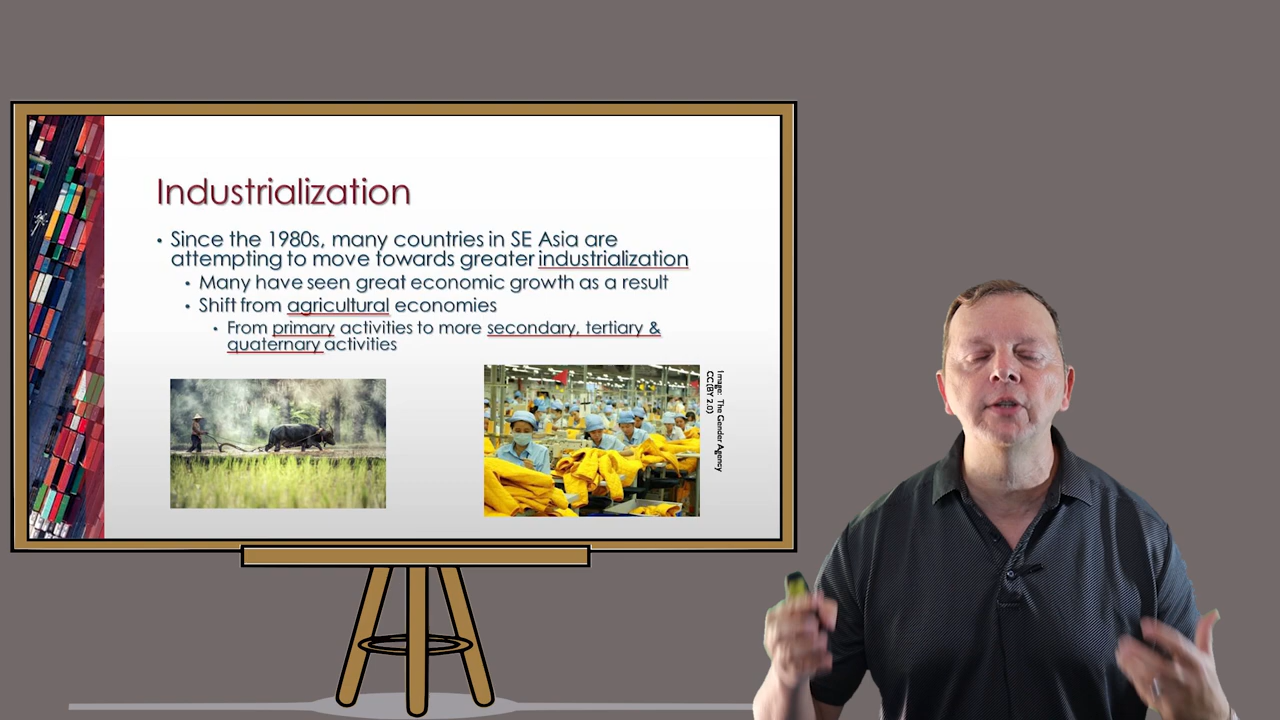 Industrialization
• Since the 1980s, many countries in SE Asia are
attempting to move towards greater industrialization
• Many have seen great economic growth as a result
• Shift from agricultural economies
• From primary activities to more secondary, tertiary &
quaternary activities
Image: The Gender Agency
CC (BY 2.0)